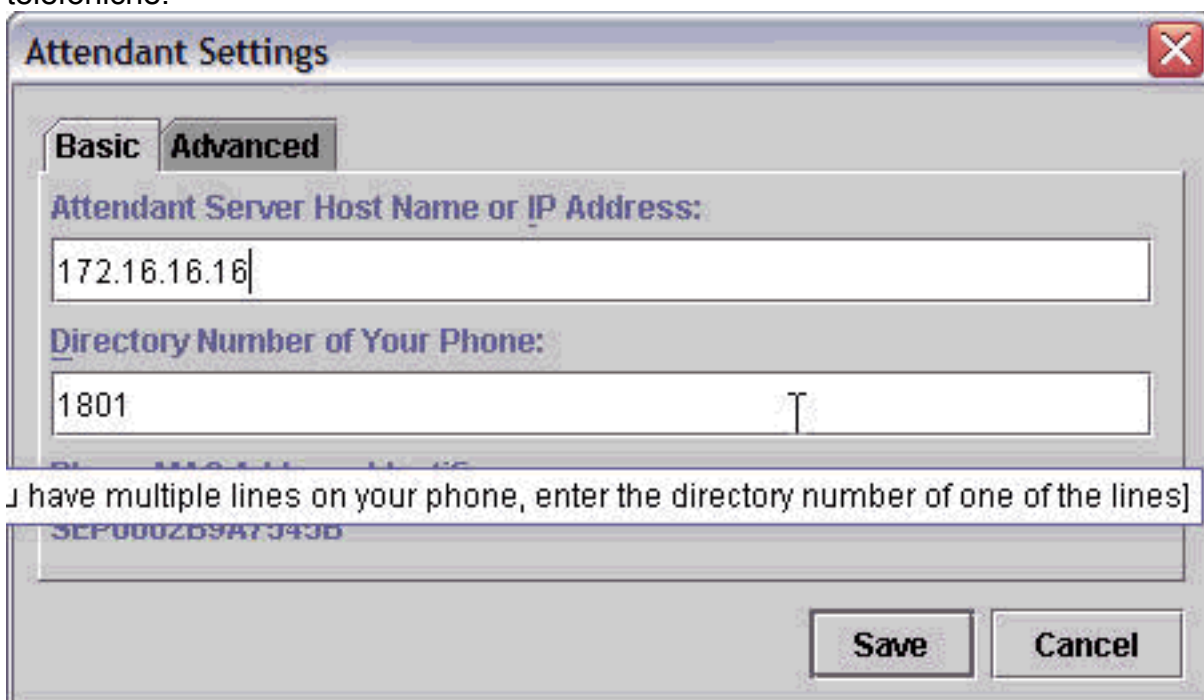 telefoniche.
Attendant Settings
Basic Advanced
Attendant Server Host Name or IP Address:
172.16.16.16
Directory Number of Your Phone:
1801
have multiple lines on your phone, enter the directory number of one of the lines]
Save Cancel